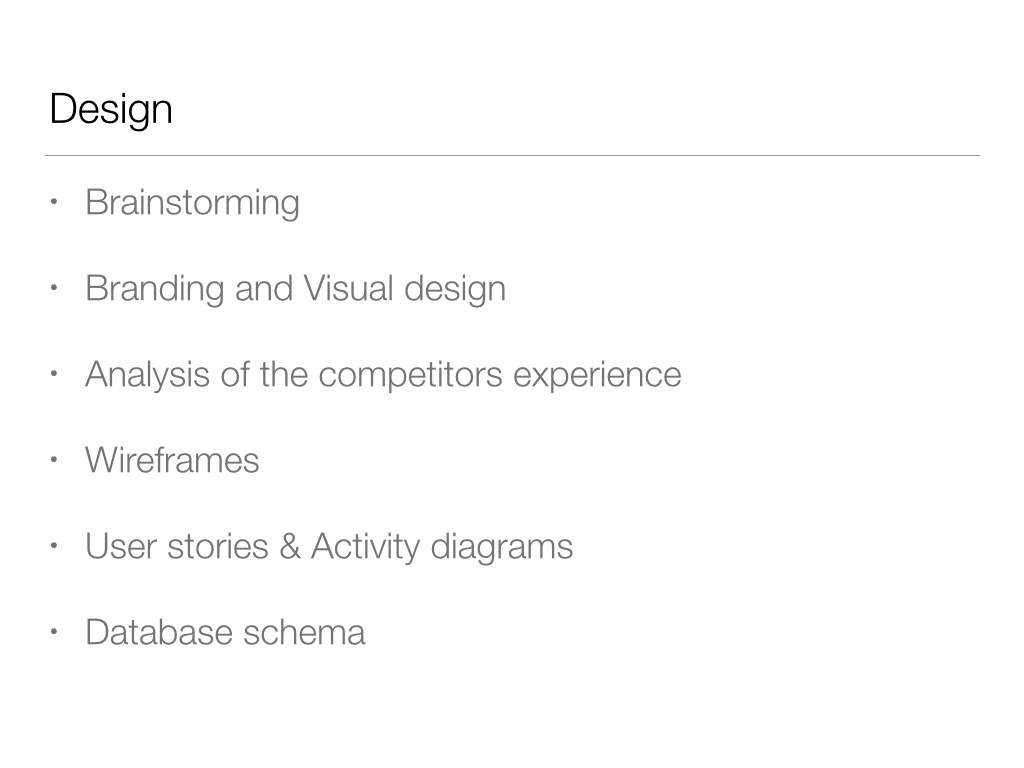 Design
• Brainstorming
• Branding and Visual design
• Analysis of the competitors experience
• Wireframes
• User stories & Activity diagrams
• Database schema